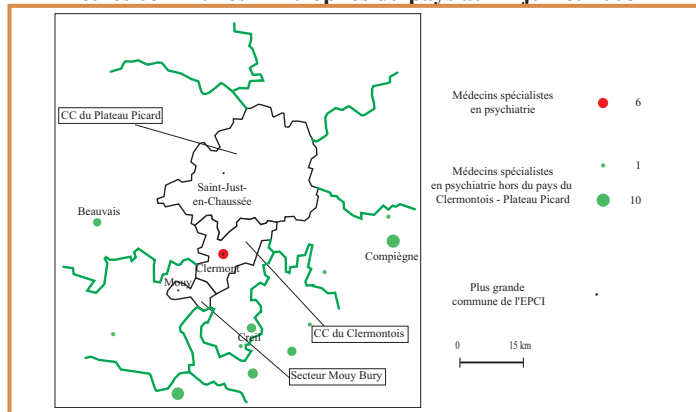 CC du Plateau Picard
Saint-Just-
en-Chaussée
Beauvais
Compiègne
Clermont
Mouy
CC du Clermontois
Creil
Secteur Mouy Bury
Médecins spécialistes
en psychiatrie
6
Médecins spécialistes
en psychiatrie hors du pays du
Clermontois - Plateau Picard
1
10
Plus grande
commune de l'EPCI
0
15 km